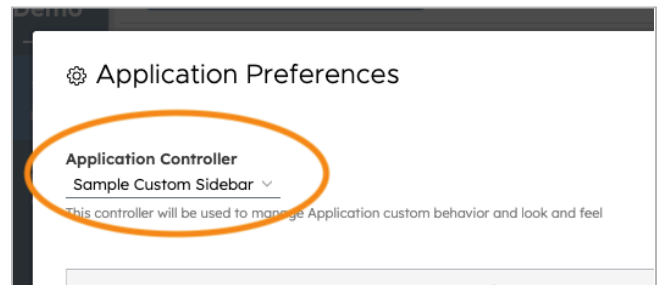 Demo
Application Preferences
Application Controller
Sample Custom Sidebar
This controller will be used to manage Application custom behavior and look and feel